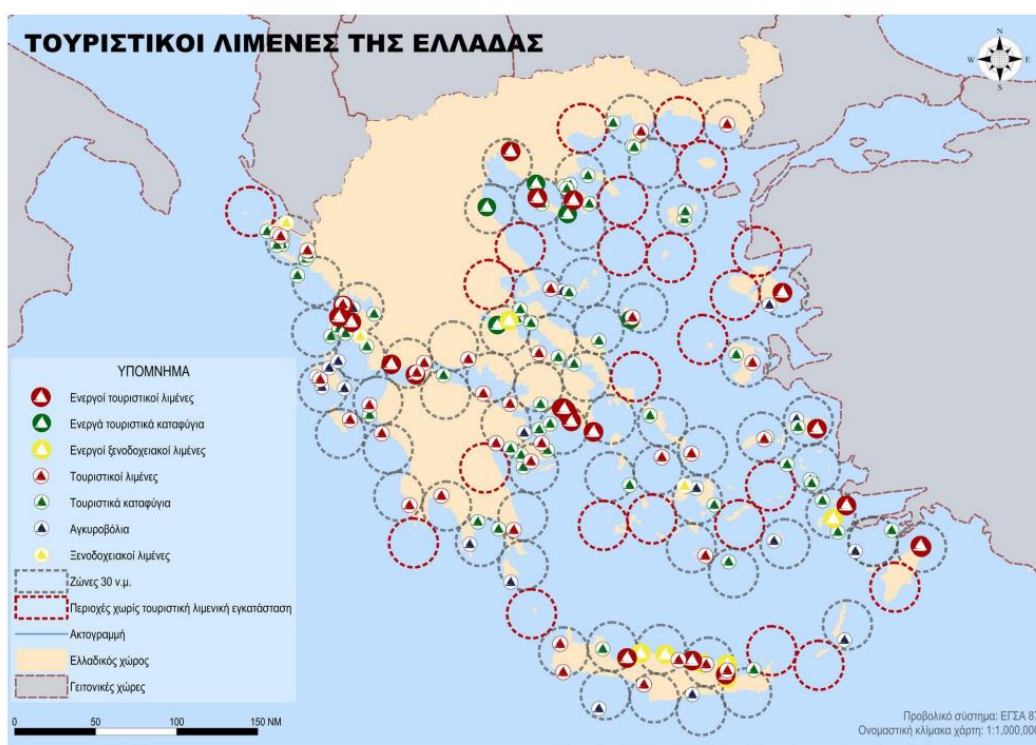 ΤΟΥΡΙΣΤΙΚΟΙ ΛΙΜΕΝΕΣ ΤΗΣ ΕΛΛΑΔΑΣ
N
W
E
S
ΥΠΟΜΝΗΜΑ
Ενεργοί τουριστικοί λιμένες
Ενεργά τουριστικά καταφύγια
Ενεργοί ξενοδοχειακοί λιμένες
Τουριστικοί λιμένες
Τουριστικά καταφύγια
Αγκυροβόλια
Ξενοδοχειακοί λιμένες
Ζώνες 30 ν.μ.
Περιοχές χωρίς τουριστική λιμενική εγκατάσταση
Ακτογραμμή
Ελλαδικός χώρος
Γειτονικές χώρες
0 50 100 150 NM
Προβολικό σύστημα: ΕΓΣΑ 87
Ονομαστική κλίμακα χάρτη: 1:1,000,000